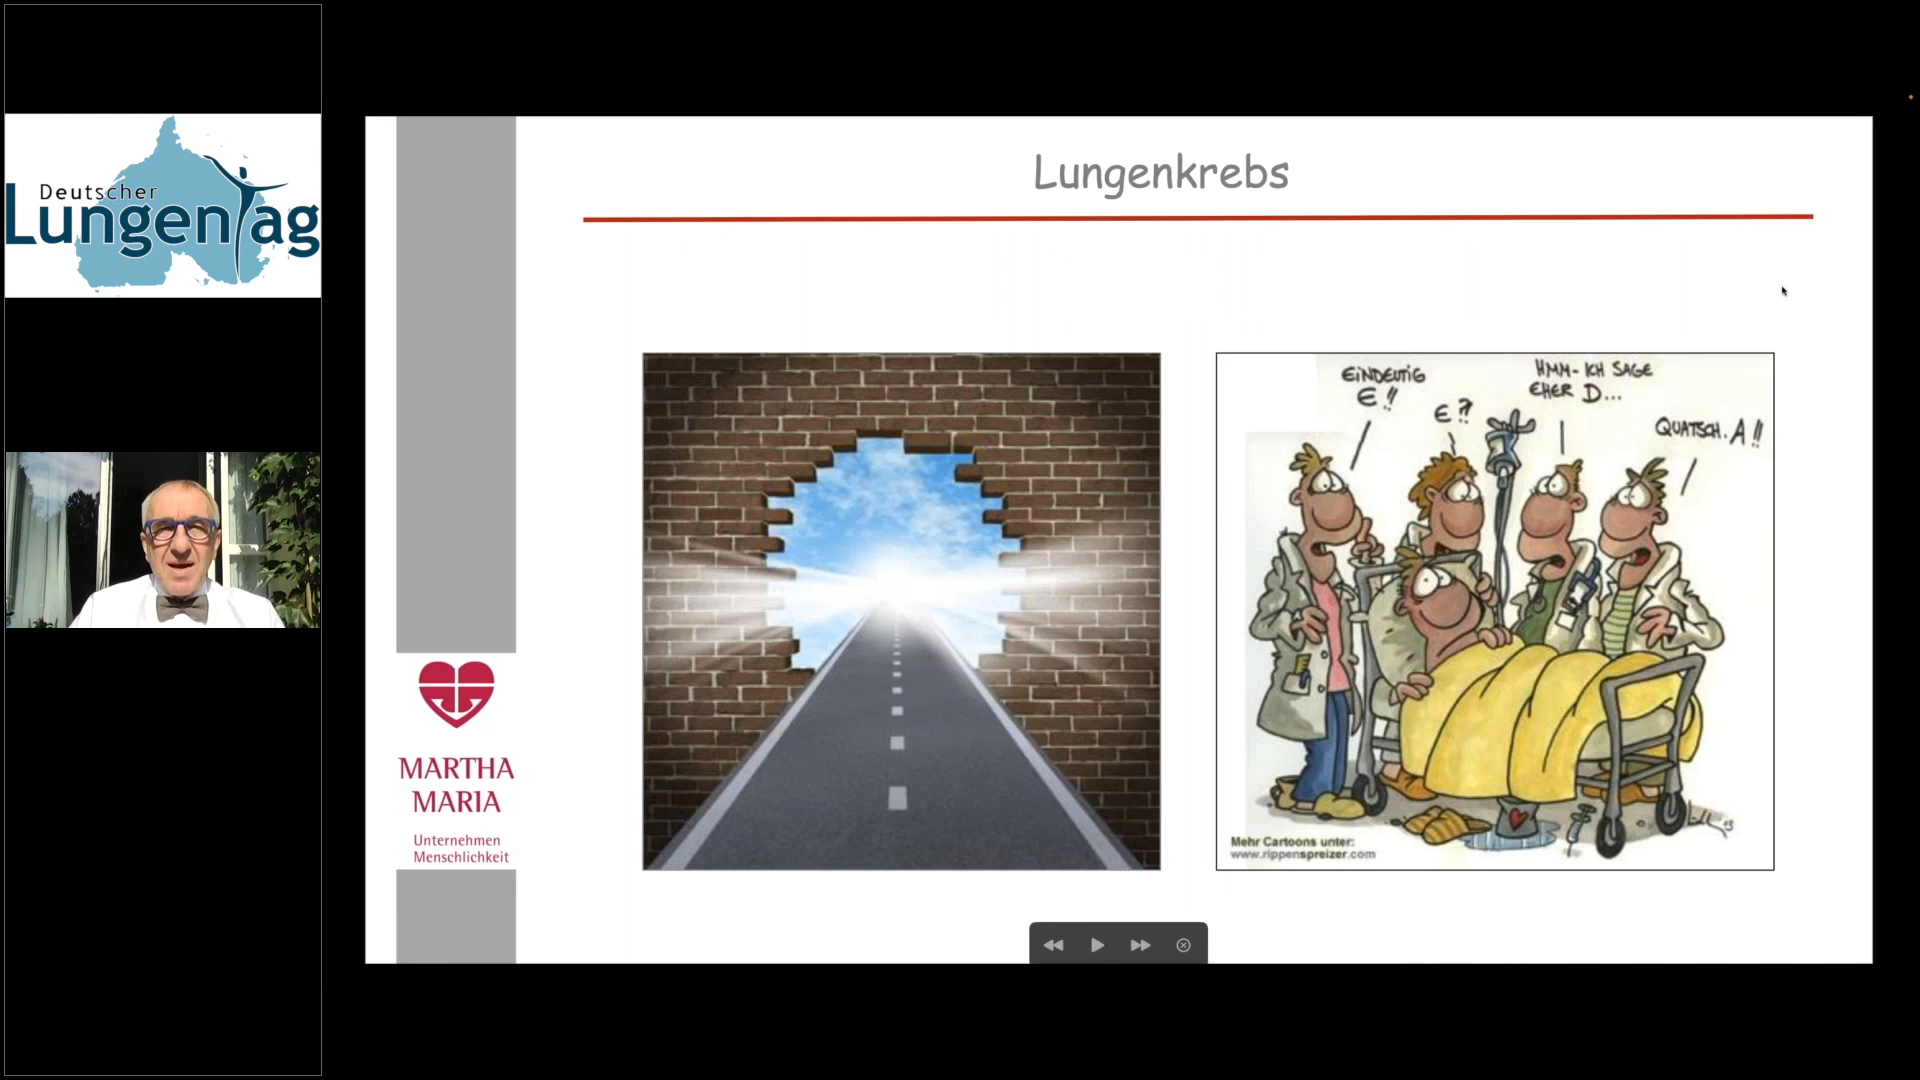 Deutscher
LungenTag
Lungenkrebs
EINDEUTIG
E!!
E??
HMM- ICH SAGE
EHER D...
QUATSCH. A!!
MARTHA
MARIA
Unternehmen
Menschlichkeit
Mehr Cartoons unter:
www.rippenspreizer.com